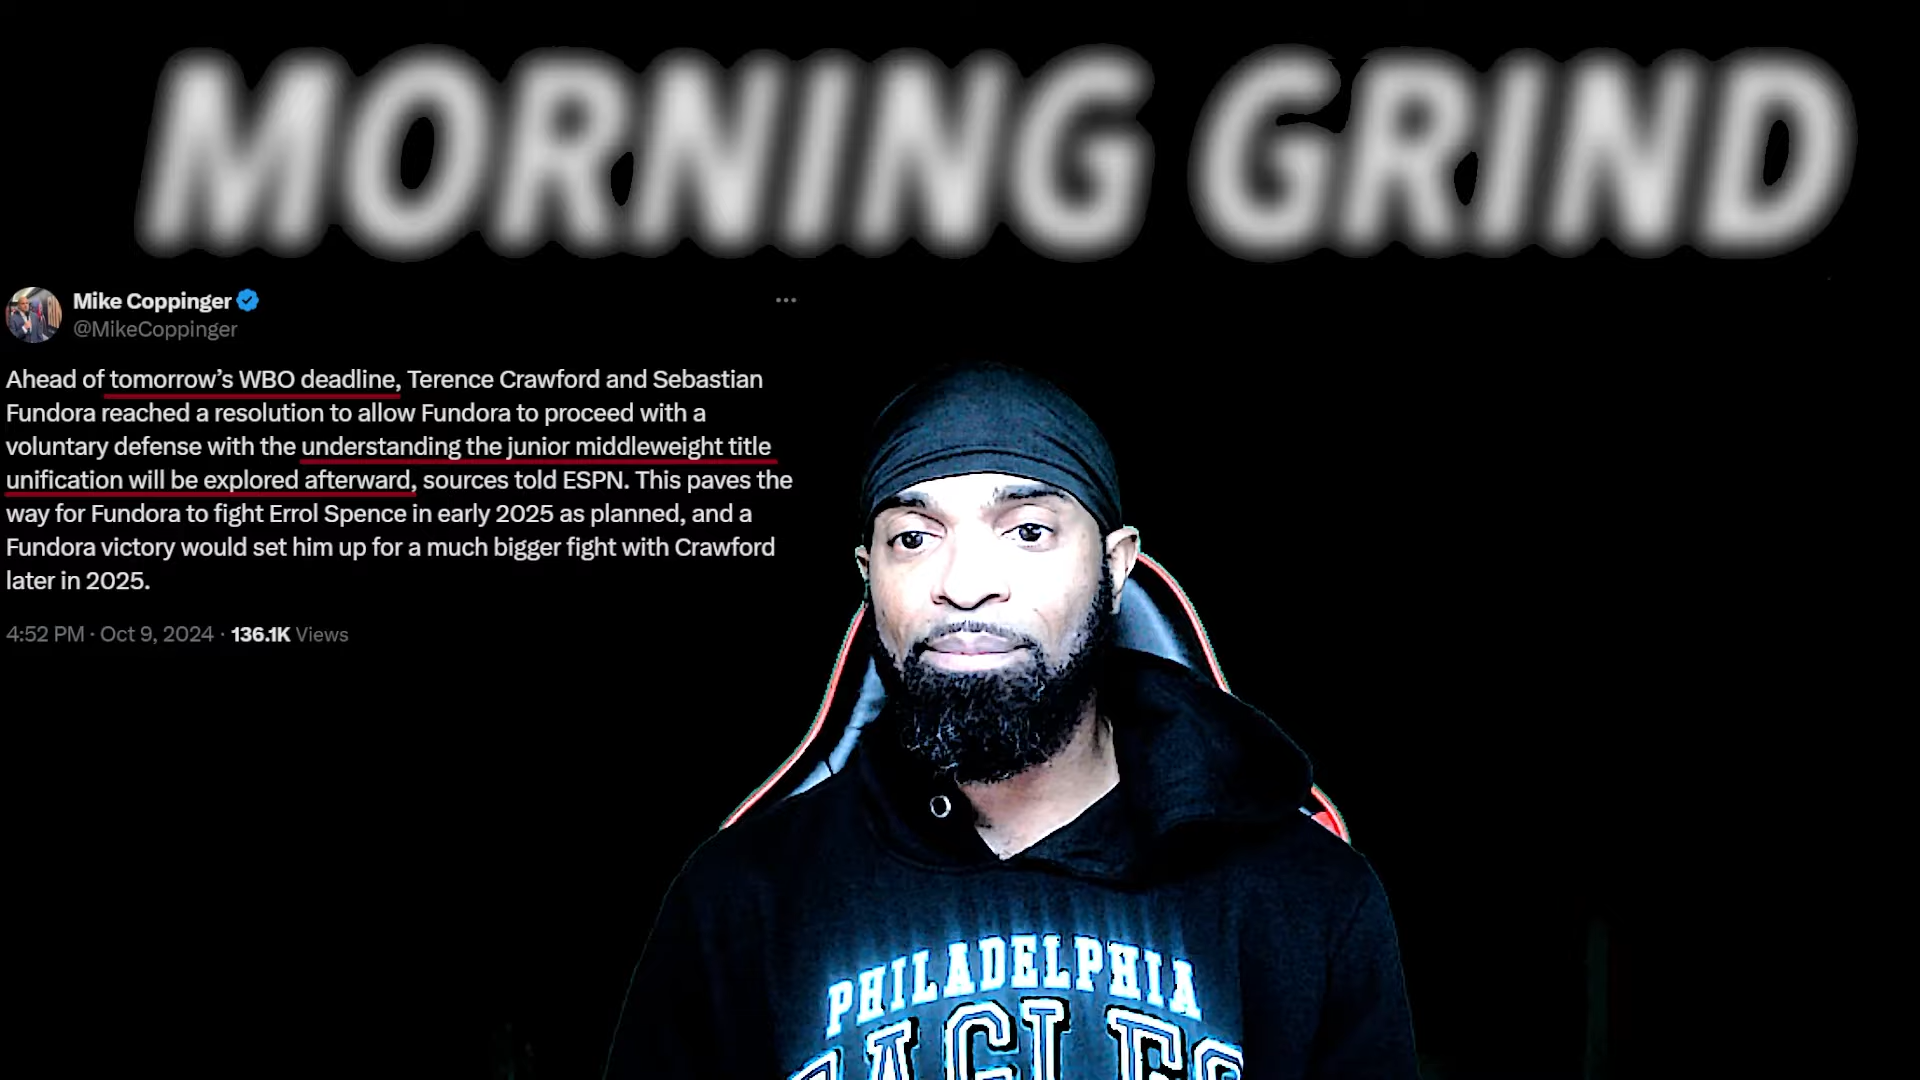 MORNING GRIND
Mike Coppinger
@MikeCoppinger
Ahead of tomorrow’s WBO deadline, Terence Crawford and Sebastian
Fundora reached a resolution to allow Fundora to proceed with a
voluntary defense with the understanding the junior middleweight title
unification will be explored afterward, sources told ESPN. This paves the
way for Fundora to fight Errol Spence in early 2025 as planned, and a
Fundora victory would set him up for a much bigger fight with Crawford
later in 2025.
4:52 PM · Oct 9, 2024 · 136.1K Views
PHILADELPHIA
EAGLES